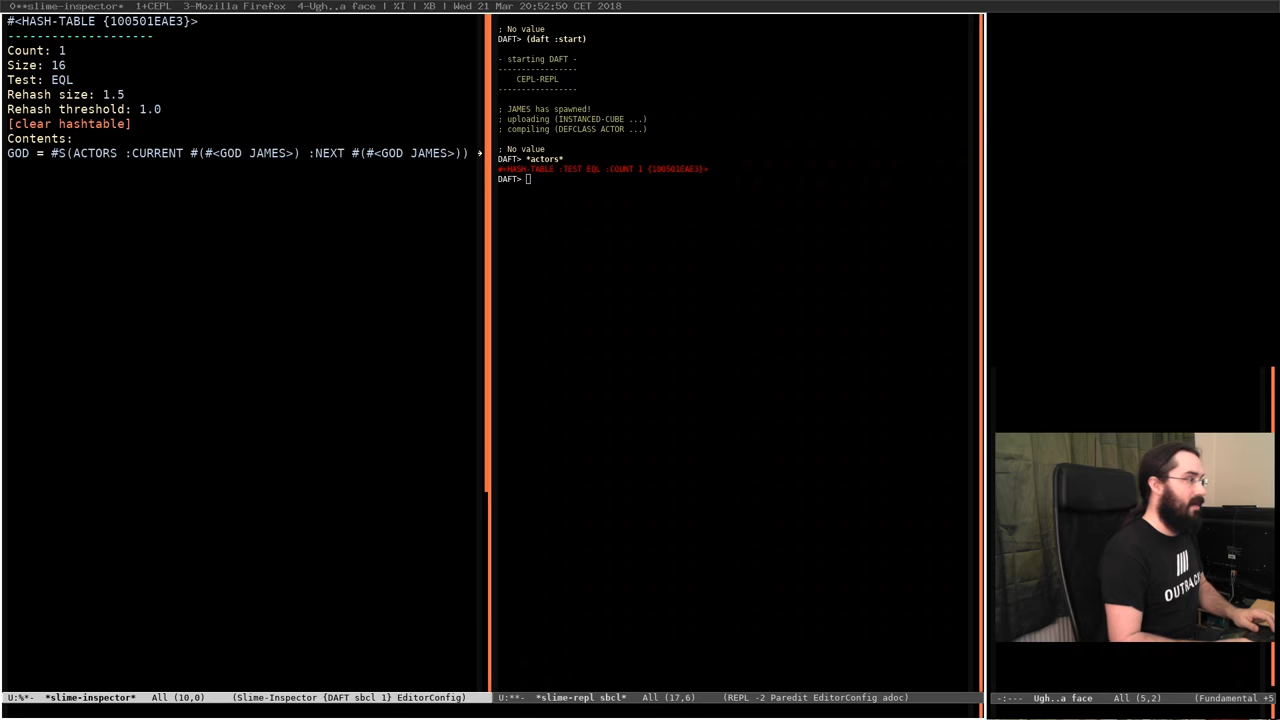 0**slime-inspector* 1+CEPL 3-Mozilla Firefox 4-Ugh..a face | %I | %B | Wed 21 Mar 20:52:50 CET 2018
#<HASH-TABLE {100501EAE3}>
--------------------
Count: 1
Size: 16
Test: EQL
Rehash size: 1.5
Rehash threshold: 1.0
[clear hashtable]
Contents:
GOD = #S(ACTORS :CURRENT #(#<GOD JAMES>) :NEXT #(#<GOD JAMES>))
; No value
DAFT> (daft :start)
- starting DAFT -
-----------------
CEPL-REPL
-----------------
; JAMES has spawned!
; uploading (INSTANCED-CUBE ...)
; compiling (DEFCLASS ACTOR ...)
; No value
DAFT> *actors*
#<HASH-TABLE :TEST EQL :COUNT 1 {100501EAE3}>
DAFT>
U:%*- *slime-inspector* All (10,0) (Slime-Inspector {DAFT sbcl 1} EditorConfig)
U:**- *slime-repl sbcl* All (17,6) (REPL -2 Paredit EditorConfig adoc)
-:--- Ugh..a face All (5,2) (Fundamental +5